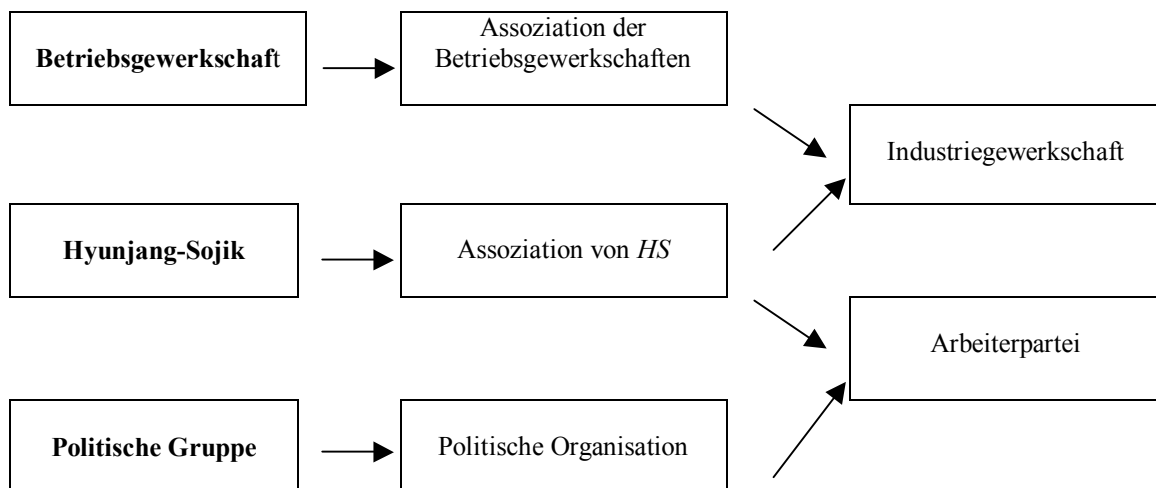 Betriebsgewerkschaft
Assoziation der
Betriebsgewerkschaften
Industriegewerkschaft
Hyunjang-Sojik
Assoziation von HS
Arbeiterpartei
Politische Gruppe
Politische Organisation